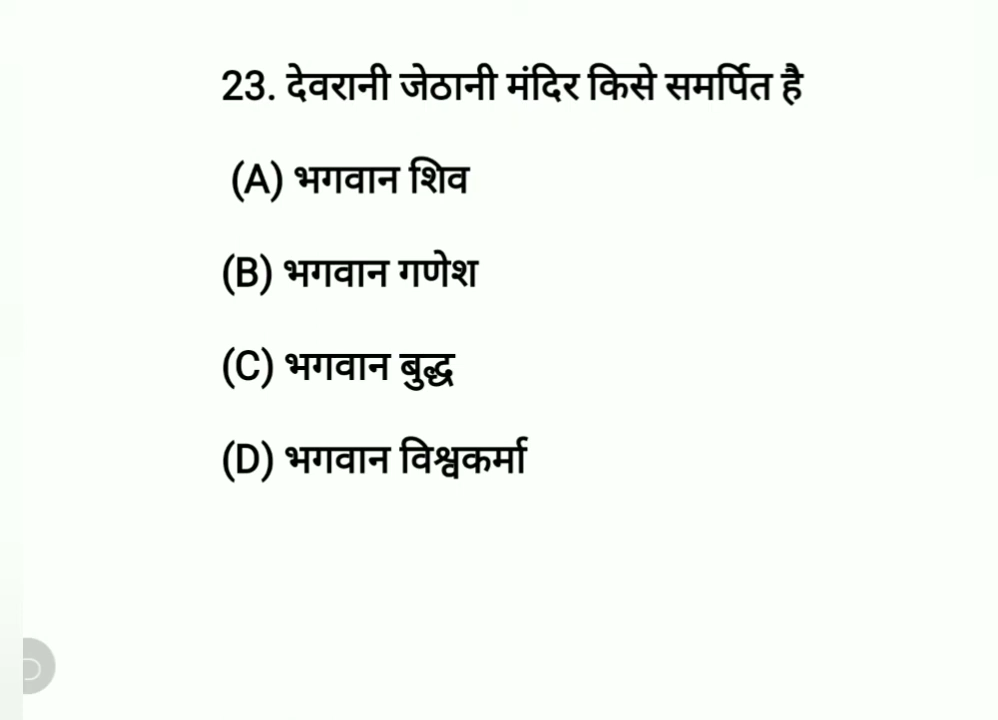 23. देवरानी जेठानी मंदिर किसे समर्पित है
(A) भगवान शिव
(B) भगवान गणेश
(C) भगवान बुद्ध
(D) भगवान विश्वकर्मा